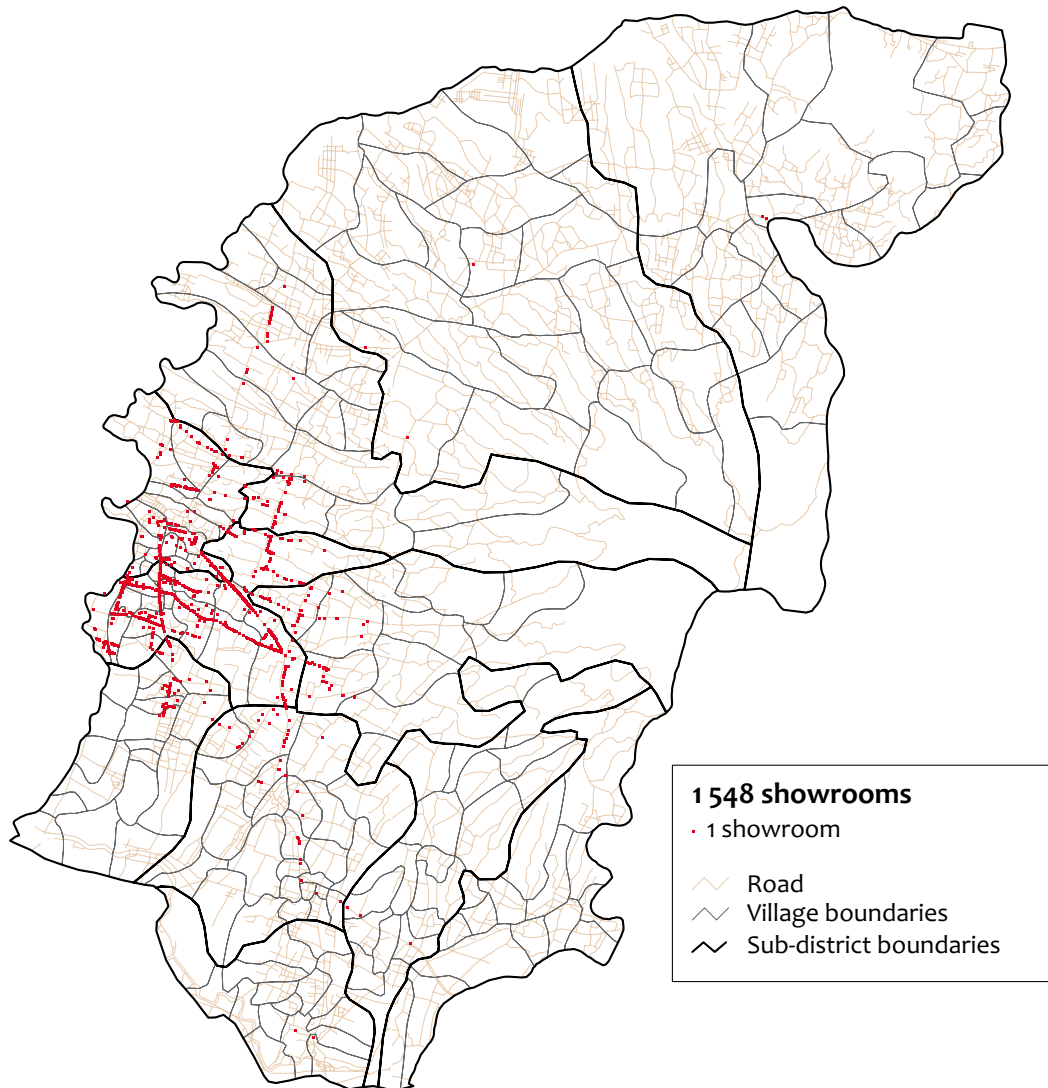 1 548 showrooms
1 showroom
Road
Village boundaries
Sub-district boundaries